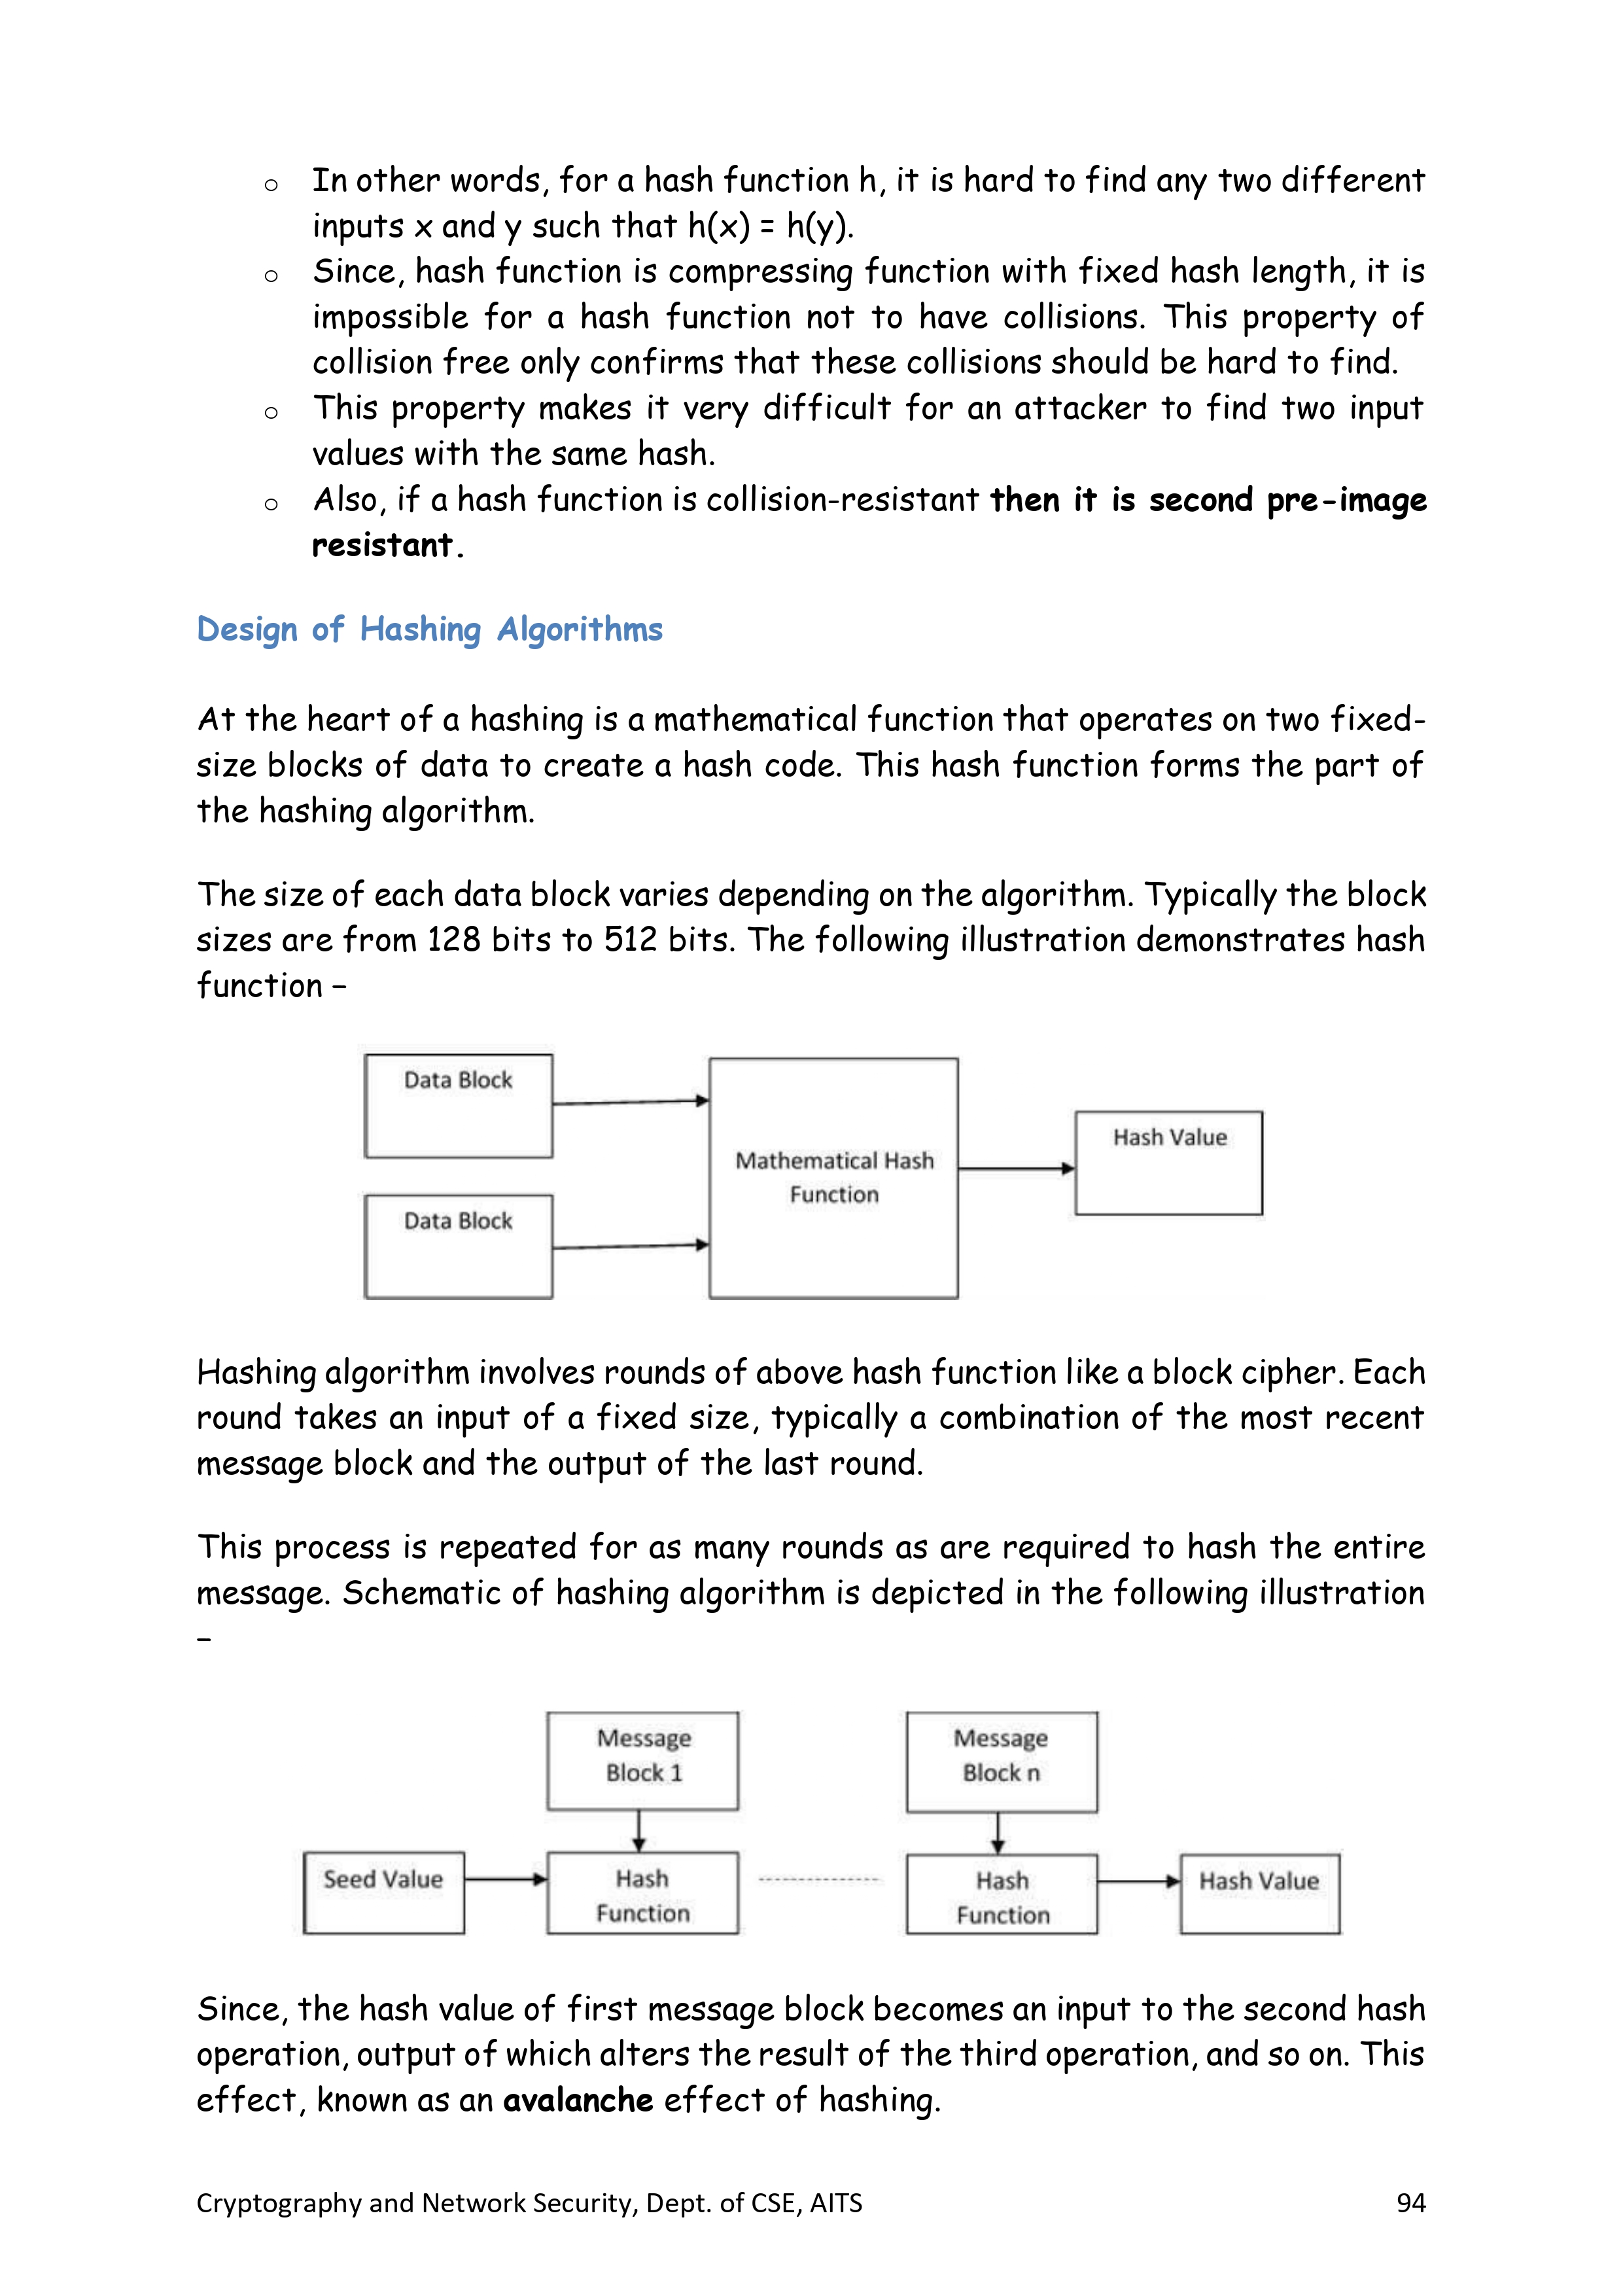 o In other words, for a hash function h, it is hard to find any two different
inputs x and y such that h(x) = h(y).
o Since, hash function is compressing function with fixed hash length, it is
impossible for a hash function not to have collisions. This property of
collision free only confirms that these collisions should be hard to find.
o This property makes it very difficult for an attacker to find two input
values with the same hash.
o Also, if a hash function is collision-resistant then it is second pre-image
resistant.
Design of Hashing Algorithms
At the heart of a hashing is a mathematical function that operates on two fixed-
size blocks of data to create a hash code. This hash function forms the part of
the hashing algorithm.
The size of each data block varies depending on the algorithm. Typically the block
sizes are from 128 bits to 512 bits. The following illustration demonstrates hash
function –
Data Block
Data Block
Mathematical Hash
Function
Hash Value
Hashing algorithm involves rounds of above hash function like a block cipher. Each
round takes an input of a fixed size, typically a combination of the most recent
message block and the output of the last round.
This process is repeated for as many rounds as are required to hash the entire
message. Schematic of hashing algorithm is depicted in the following illustration
–
Message
Block 1
Message
Block n
Seed Value
Hash
Function
Hash
Function
Hash Value
Since, the hash value of first message block becomes an input to the second hash
operation, output of which alters the result of the third operation, and so on. This
effect, known as an avalanche effect of hashing.
Cryptography and Network Security, Dept. of CSE, AITS 94